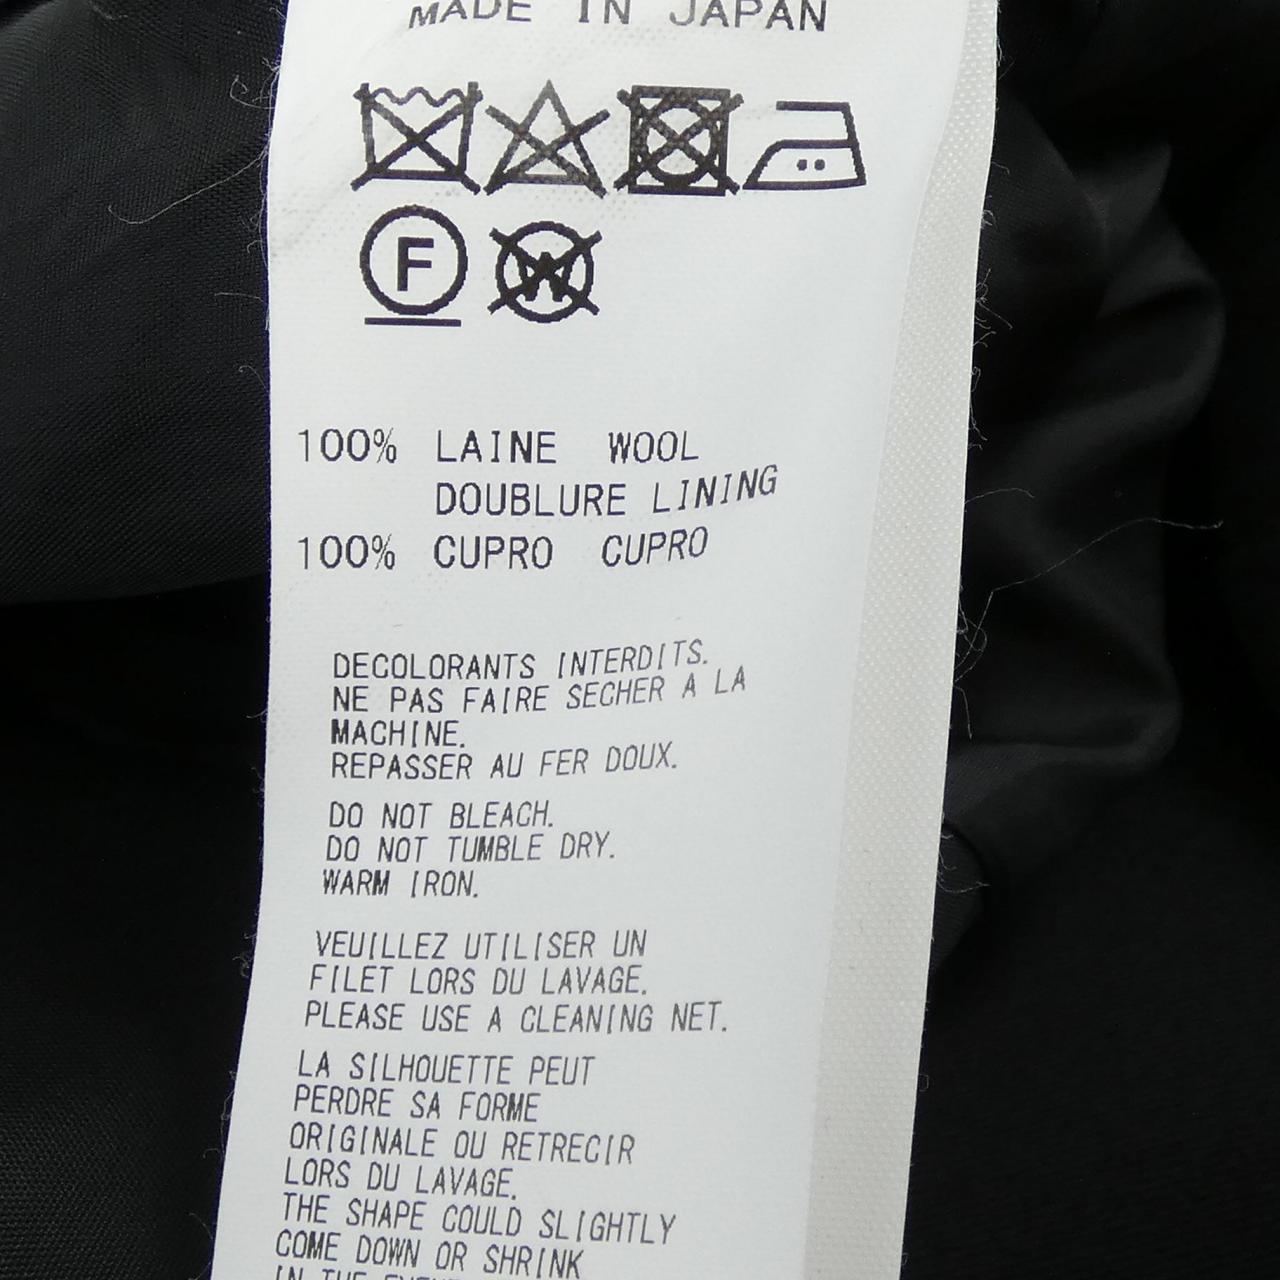 MADE IN JAPAN
F W
100% LAINE WOOL
DOUBLURE LINING
100% CUPRO CUPRO
DECOLORANTS INTERDITS.
NE PAS FAIRE SECHER A LA
MACHINE.
REPASSER AU FER DOUX.
DO NOT BLEACH.
DO NOT TUMBLE DRY.
WARM IRON.
VEUILLEZ UTILISER UN
FILET LORS DU LAVAGE.
PLEASE USE A CLEANING NET.
LA SILHOUETTE PEUT
PERDRE SA FORME
ORIGINALE OU RETRECIR
LORS DU LAVAGE.
THE SHAPE COULD SLIGHTLY
COME DOWN OR SHRINK
IN THE